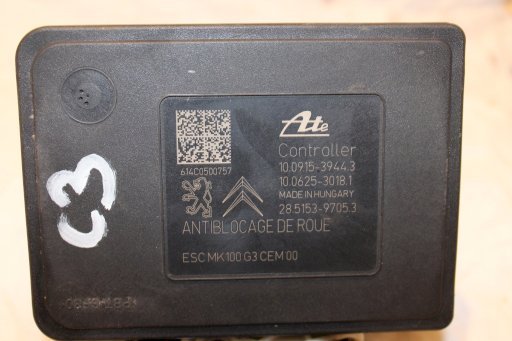 Ate
Controller
10.0915-3944.3
10.0625-3018.1
MADE IN HUNGARY
28.5153-9705.3
614C0500757
ANTIBLOCAGE DE ROUE
ESC MK100 G3 CEM 00
C3